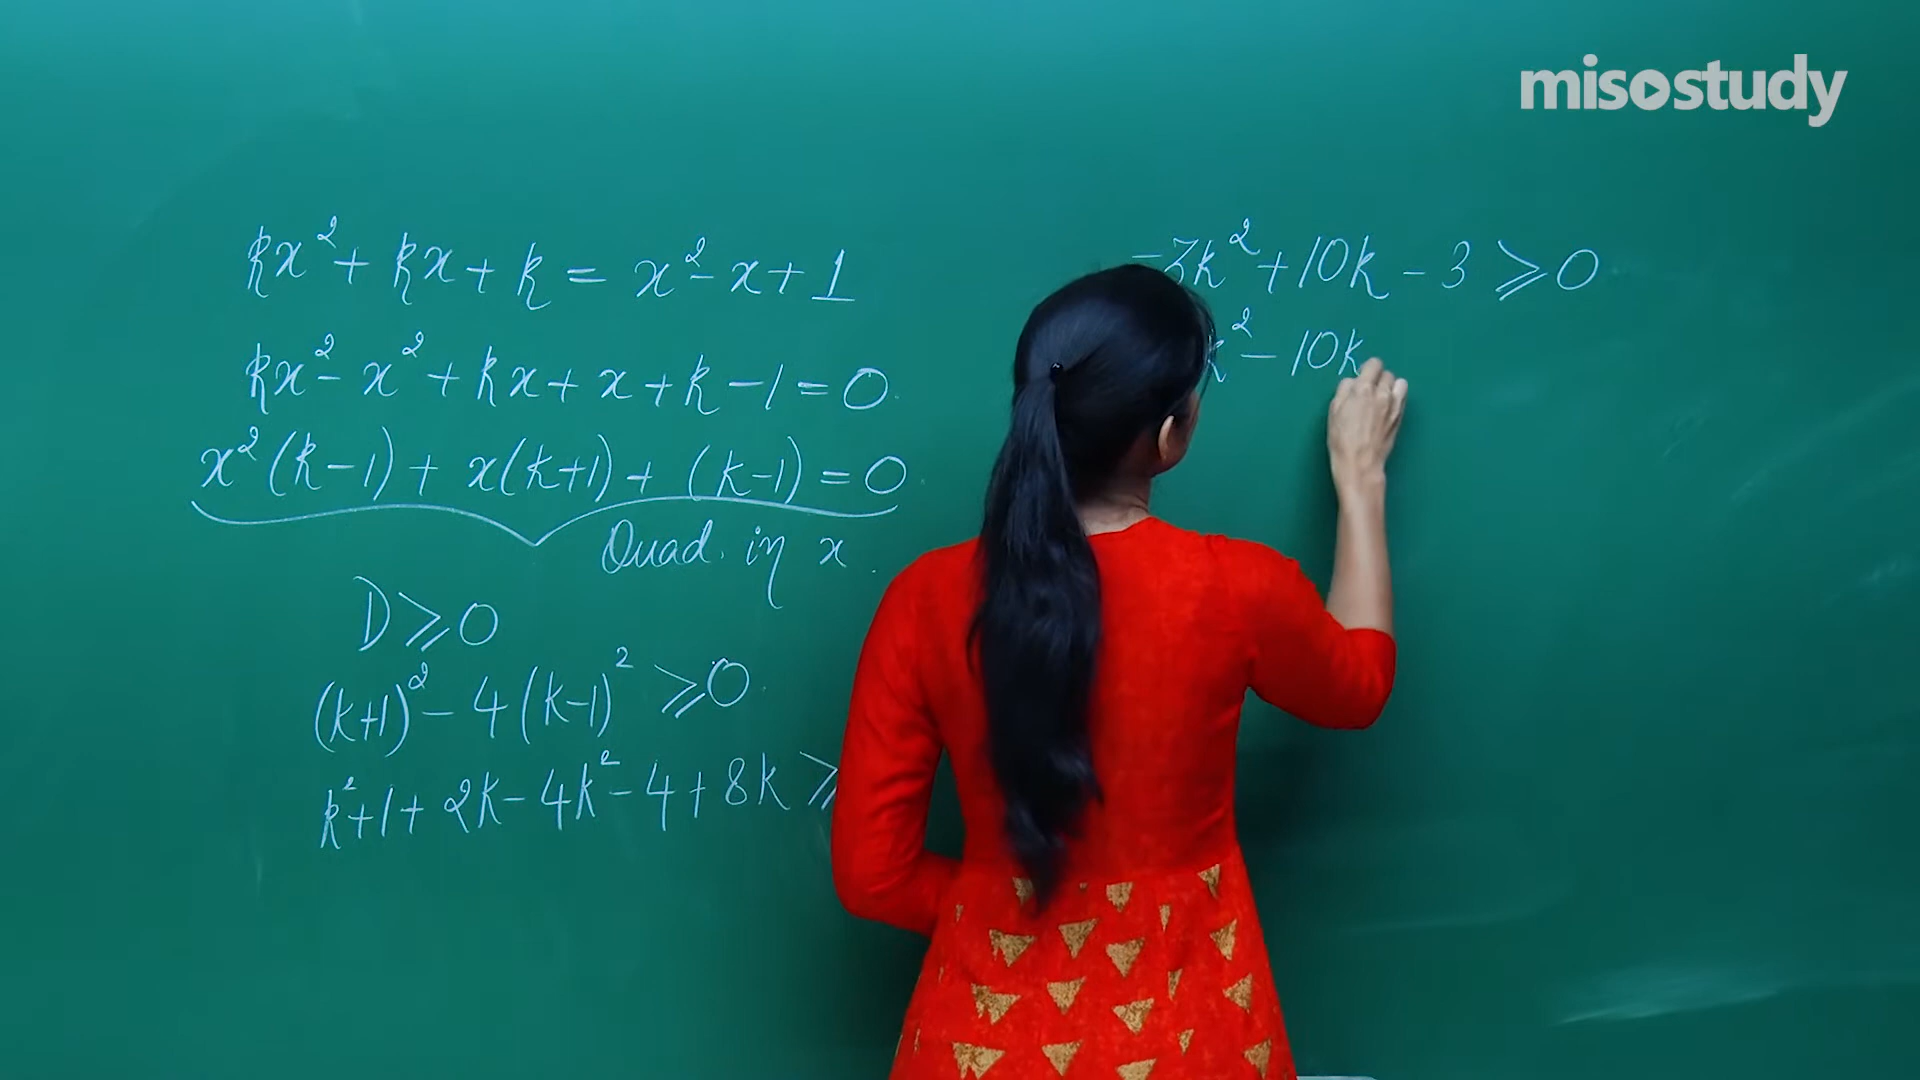 misostudy
kx² + kx + k = x² - x + 1
kx² - x² + kx + x + k - 1 = 0
x²(k-1) + x(k+1) + (k-1) = 0
Quad. in x
D ⩾ 0
(k+1)² - 4(k-1)² ⩾ 0
k² + 1 + 2k - 4k² - 4 + 8k ⩾
-3k² + 10k - 3 ⩾ 0
k² - 10k